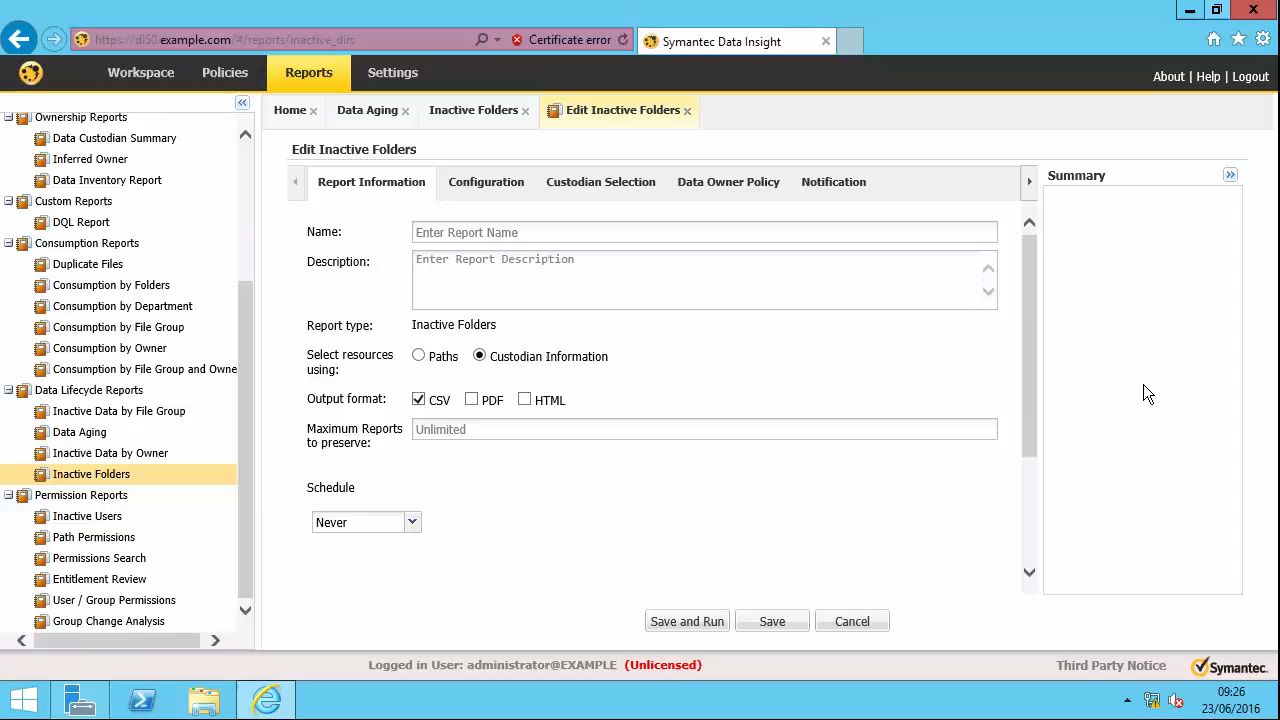 https://di50.example.com
/reports/inactive_dirs
Certificate error
Symantec Data Insight
Workspace
Policies
Reports
Settings
About | Help | Logout
Ownership Reports
Data Custodian Summary
Inferred Owner
Data Inventory Report
Custom Reports
DQL Report
Consumption Reports
Duplicate Files
Consumption by Folders
Consumption by Department
Consumption by File Group
Consumption by Owner
Consumption by File Group and Owne
Data Lifecycle Reports
Inactive Data by File Group
Data Aging
Inactive Data by Owner
Inactive Folders
Permission Reports
Inactive Users
Path Permissions
Permissions Search
Entitlement Review
User / Group Permissions
Group Change Analysis
Home
Data Aging
Inactive Folders
Edit Inactive Folders
Edit Inactive Folders
Report Information
Configuration
Custodian Selection
Data Owner Policy
Notification
Name:
Enter Report Name
Description:
Enter Report Description
Report type:
Inactive Folders
Select resources
using:
Paths
Custodian Information
Output format:
CSV
PDF
HTML
Maximum Reports
to preserve:
Unlimited
Schedule
Never
Save and Run
Save
Cancel
Summary
Logged in User: administrator@EXAMPLE (Unlicensed)
Third Party Notice
Symantec.
09:26
23/06/2016